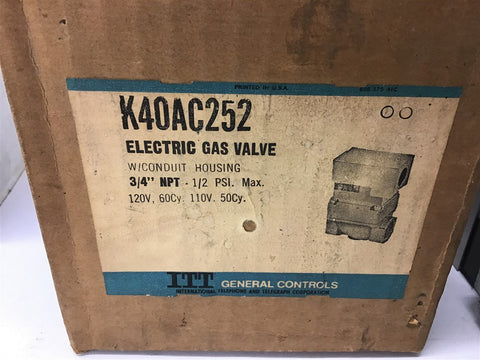 PRINTED IN U.S.A.
K40AC252
ELECTRIC GAS VALVE
W/CONDUIT HOUSING
3/4" NPT - 1/2 PSI. Max.
120V, 60Cy. 110V. 50Cy.
ITT GENERAL CONTROLS
INTERNATIONAL TELEPHONE AND TELEGRAPH CORPORATION